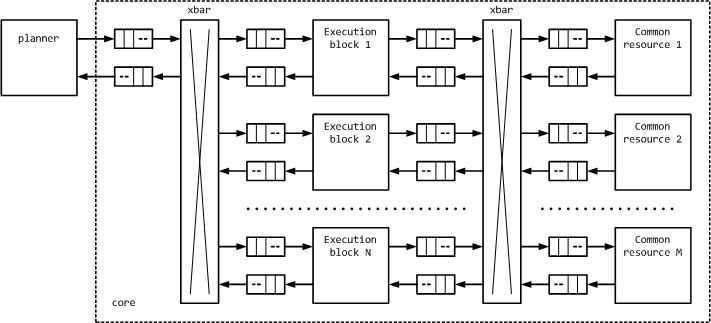 xbar
xbar
planner
Execution
block 1
Common
resource 1
Execution
block 2
Common
resource 2
Execution
block N
Common
resource M
core